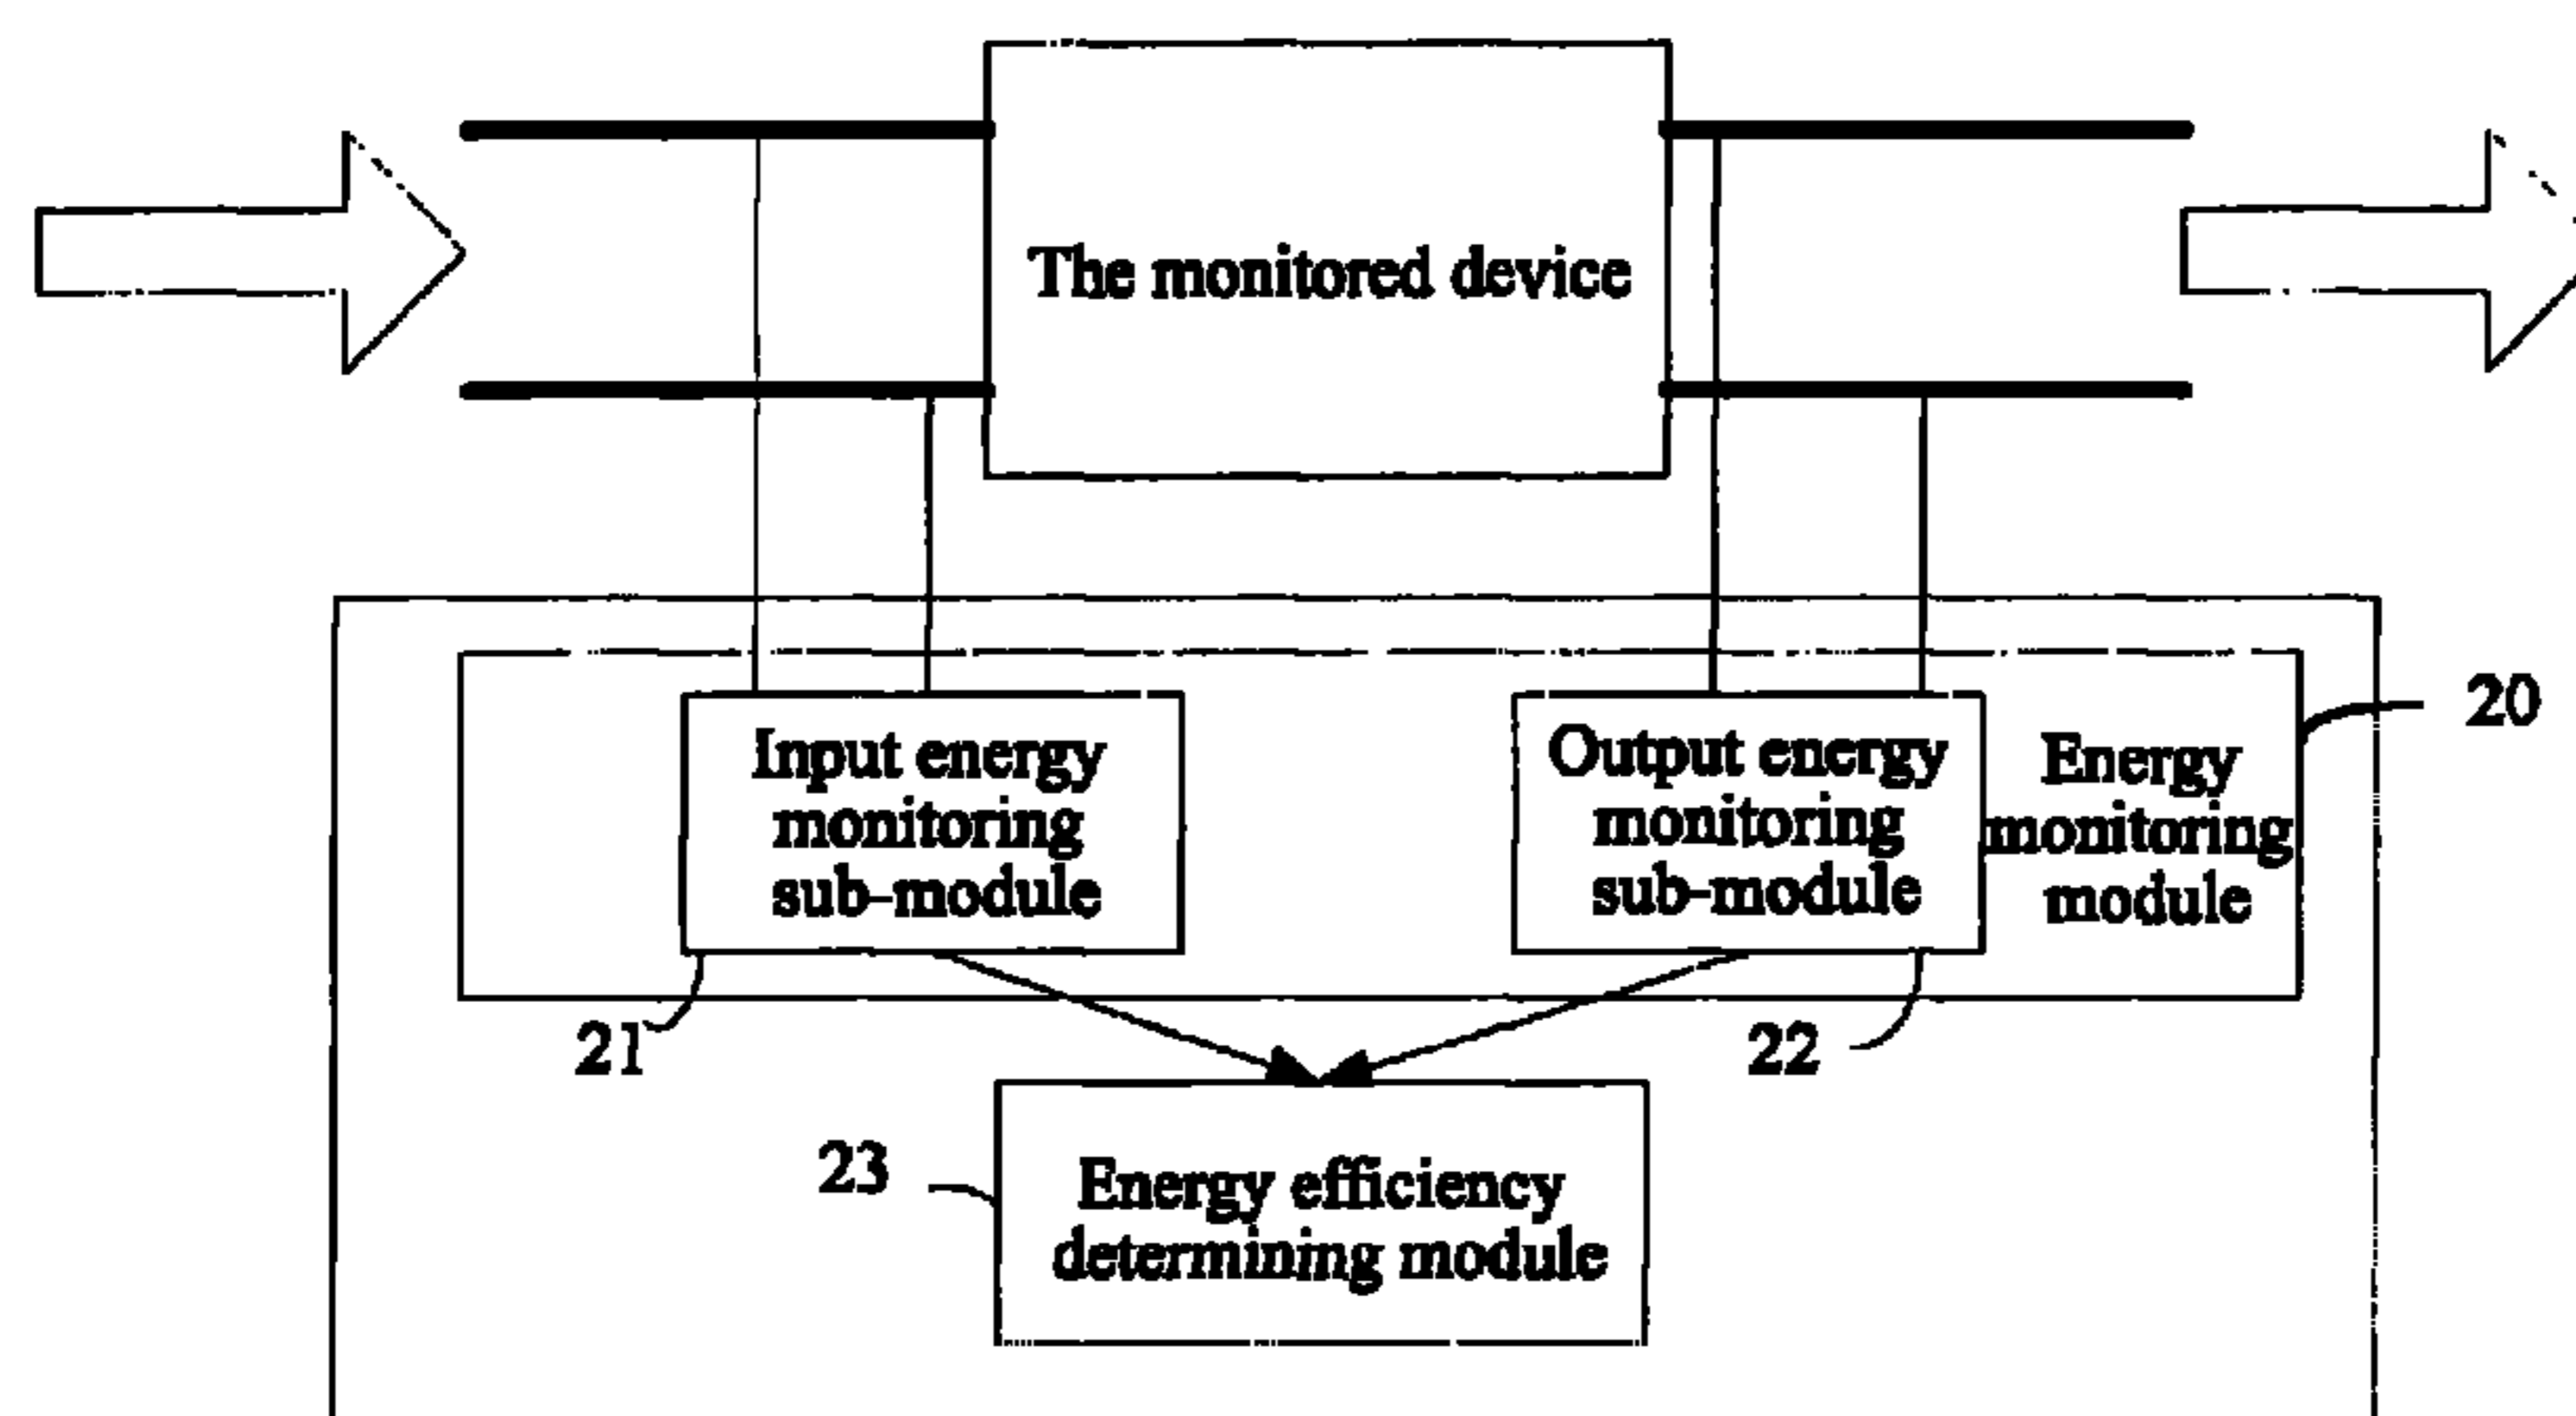 The monitored device
20
Input energy
monitoring
sub-module
Output energy
monitoring
sub-module
Energy
monitoring
module
21
22
23
Energy efficiency
determining module